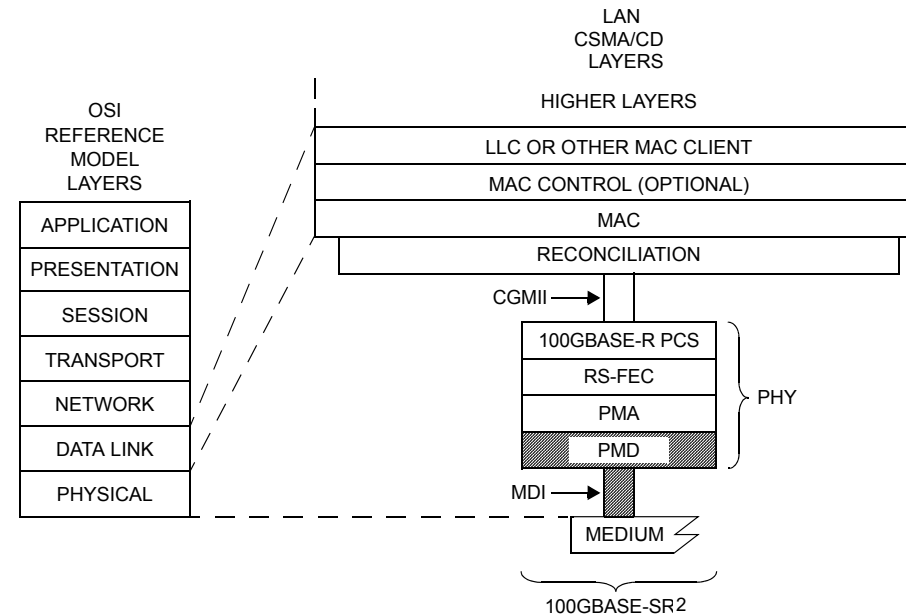 LAN
CSMA/CD
LAYERS
HIGHER LAYERS
OSI
REFERENCE
MODEL
LAYERS
LLC OR OTHER MAC CLIENT
MAC CONTROL (OPTIONAL)
MAC
RECONCILIATION
APPLICATION
PRESENTATION
SESSION
TRANSPORT
NETWORK
DATA LINK
PHYSICAL
CGMII
100GBASE-R PCS
RS-FEC
PMA
PMD
PHY
MDI
MEDIUM
100GBASE-SR2